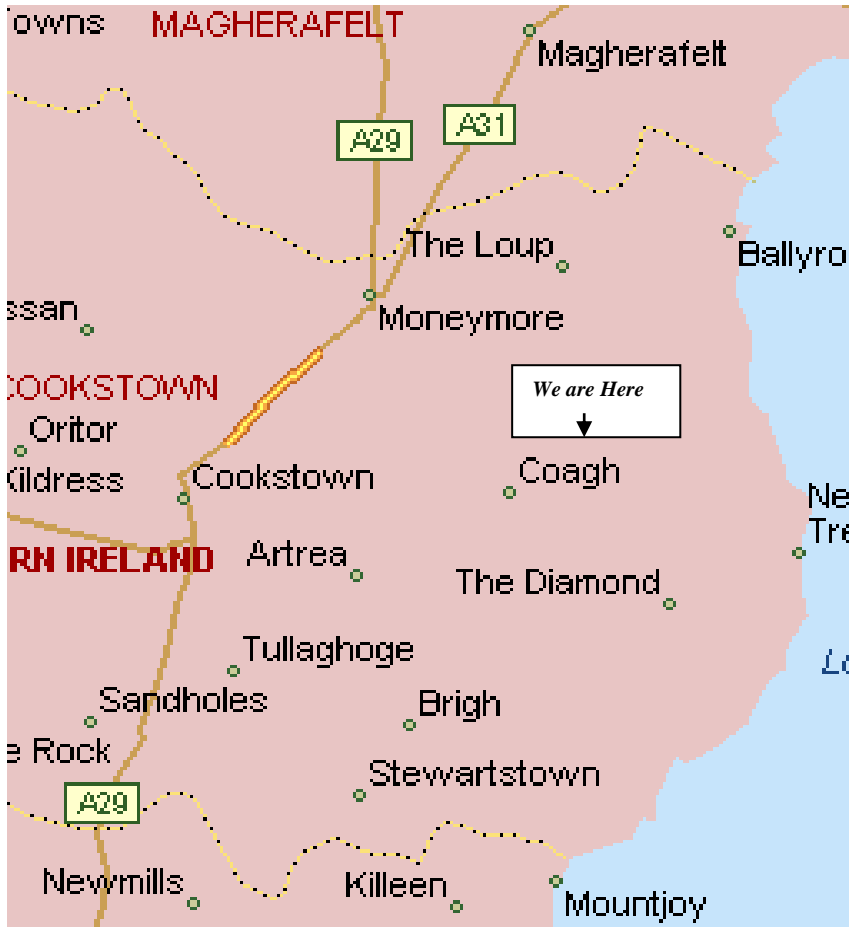 owns
MAGHERAFELT
Magherafelt
A29
A31
The Loup
Ballyro
ssan
Moneymore
COOKSTOWN
We are Here
Oritor
Kildress
Cookstown
Coagh
Ne
Tre
RN IRELAND
Artrea
The Diamond
Tullaghoge
Lo
Sandholes
Brigh
e Rock
Stewartstown
A29
Newmills
Killeen
Mountjoy